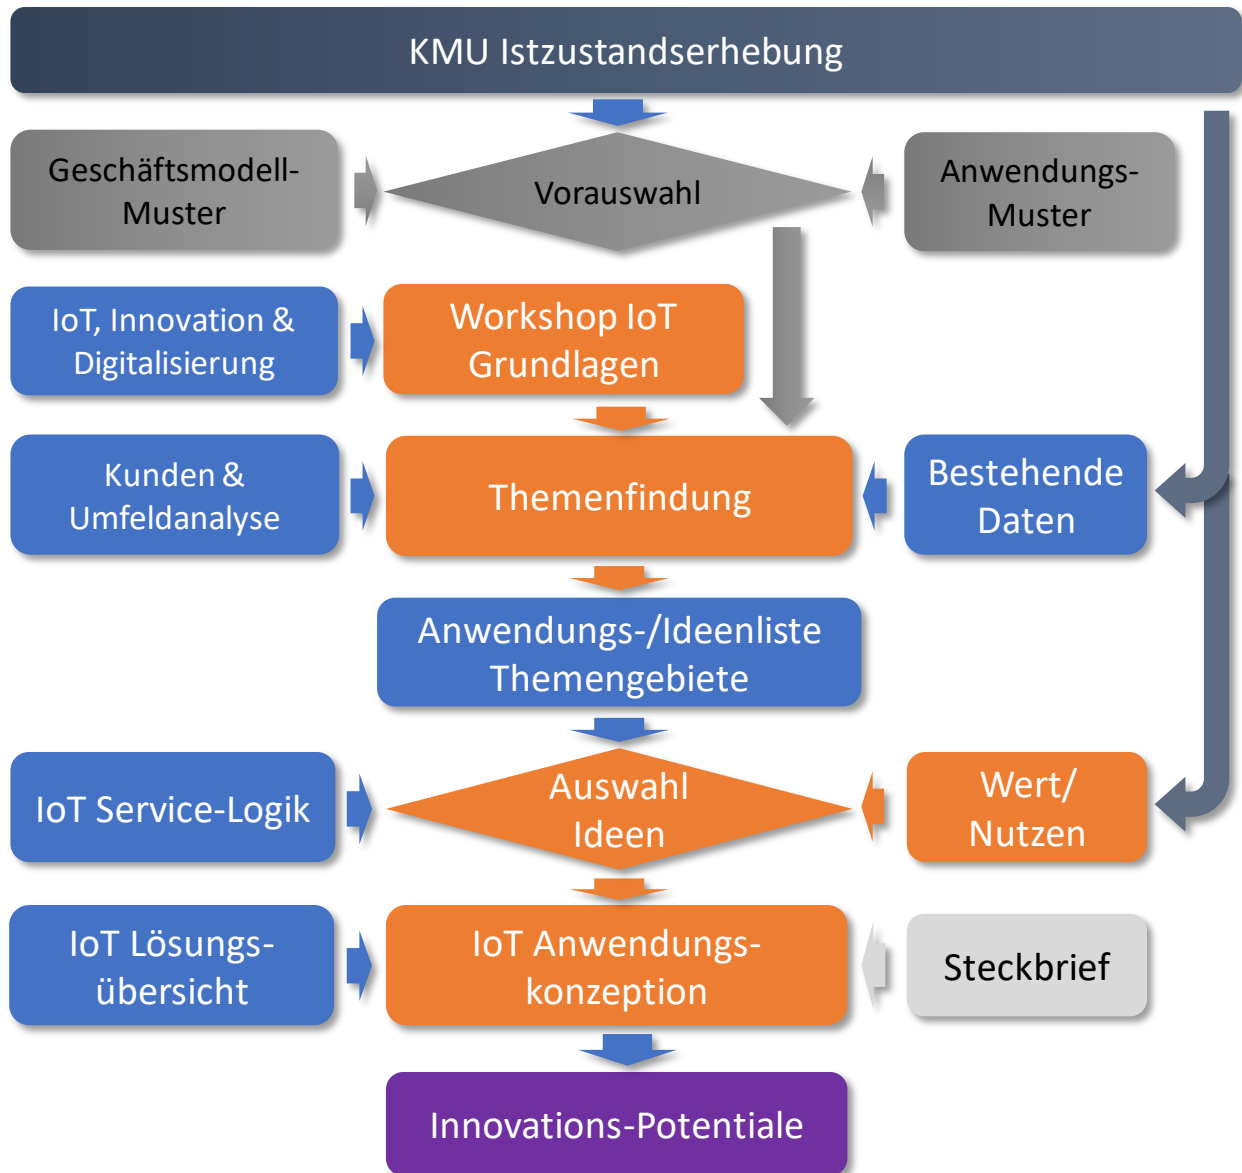 KMU Istzustandserhebung
Geschäftsmodell-
Muster
Vorauswahl
Anwendungs-
Muster
IoT, Innovation &
Digitalisierung
Workshop IoT
Grundlagen
Kunden &
Umfeldanalyse
Themenfindung
Bestehende
Daten
Anwendungs-/Ideenliste
Themengebiete
IoT Service-Logik
Auswahl
Ideen
Wert/
Nutzen
IoT Lösungs-
übersicht
IoT Anwendungs-
konzeption
Steckbrief
Innovations-Potentiale